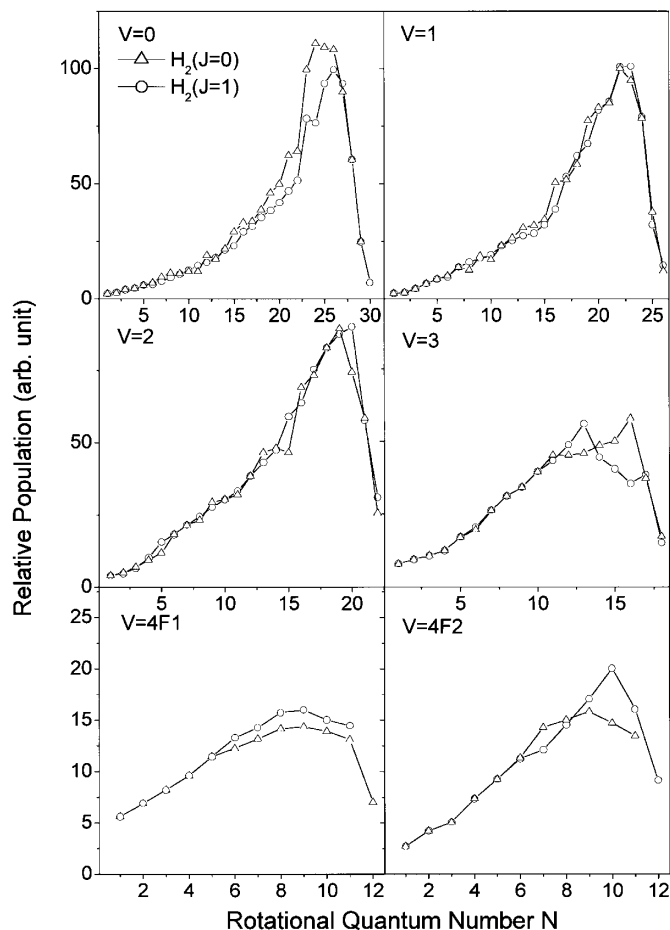 V=0
H₂(J=0)
H₂(J=1)
100
50
0
5 10 15 20 25 30
V=1
5 10 15 20 25
V=2
50
0
5 10 15 20
V=3
5 10 15
V=4F1
25
20
15
10
5
0
2 4 6 8 10 12
V=4F2
2 4 6 8 10 12
Relative Population (arb. unit)
Rotational Quantum Number N